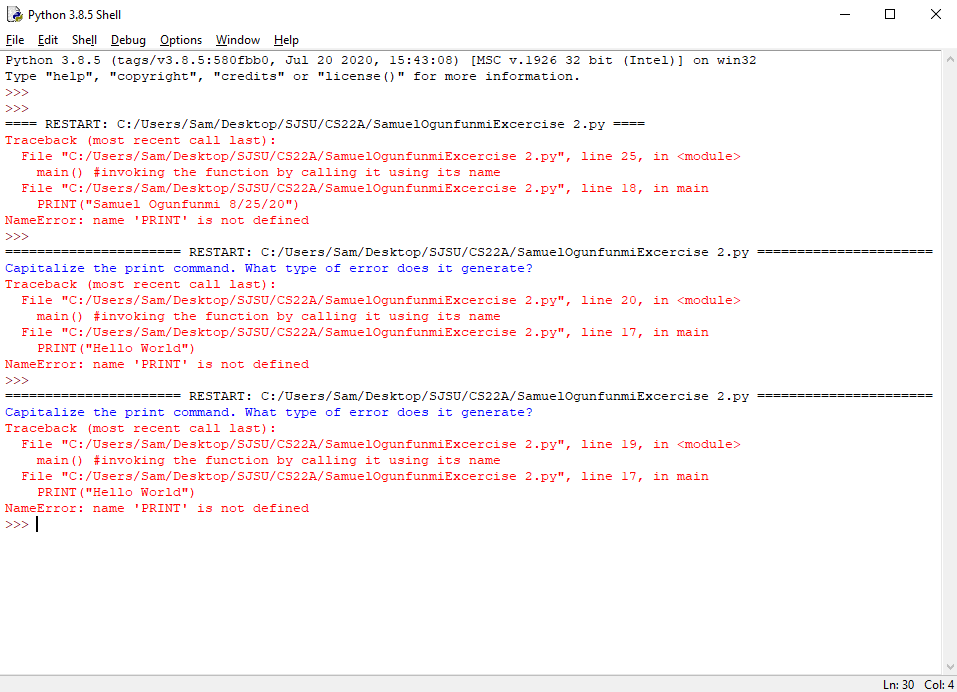 Python 3.8.5 Shell
File Edit Shell Debug Options Window Help
Python 3.8.5 (tags/v3.8.5:580fbb0, Jul 20 2020, 15:43:08) [MSC v.1926 32 bit (Intel)] on win32
Type "help", "copyright", "credits" or "license()" for more information.
>>>
>>>
==== RESTART: C:/Users/Sam/Desktop/SJSU/CS22A/SamuelOgunfunmiExcercise 2.py ====
Traceback (most recent call last):
  File "C:/Users/Sam/Desktop/SJSU/CS22A/SamuelOgunfunmiExcercise 2.py", line 25, in <module>
    main() #invoking the function by calling it using its name
  File "C:/Users/Sam/Desktop/SJSU/CS22A/SamuelOgunfunmiExcercise 2.py", line 18, in main
    PRINT("Samuel Ogunfunmi 8/25/20")
NameError: name 'PRINT' is not defined
>>>
====================== RESTART: C:/Users/Sam/Desktop/SJSU/CS22A/SamuelOgunfunmiExcercise 2.py ======================
Capitalize the print command. What type of error does it generate?
Traceback (most recent call last):
  File "C:/Users/Sam/Desktop/SJSU/CS22A/SamuelOgunfunmiExcercise 2.py", line 20, in <module>
    main() #invoking the function by calling it using its name
  File "C:/Users/Sam/Desktop/SJSU/CS22A/SamuelOgunfunmiExcercise 2.py", line 17, in main
    PRINT("Hello World")
NameError: name 'PRINT' is not defined
>>>
====================== RESTART: C:/Users/Sam/Desktop/SJSU/CS22A/SamuelOgunfunmiExcercise 2.py ======================
Capitalize the print command. What type of error does it generate?
Traceback (most recent call last):
  File "C:/Users/Sam/Desktop/SJSU/CS22A/SamuelOgunfunmiExcercise 2.py", line 19, in <module>
    main() #invoking the function by calling it using its name
  File "C:/Users/Sam/Desktop/SJSU/CS22A/SamuelOgunfunmiExcercise 2.py", line 17, in main
    PRINT("Hello World")
NameError: name 'PRINT' is not defined
>>>
Ln: 30 Col: 4